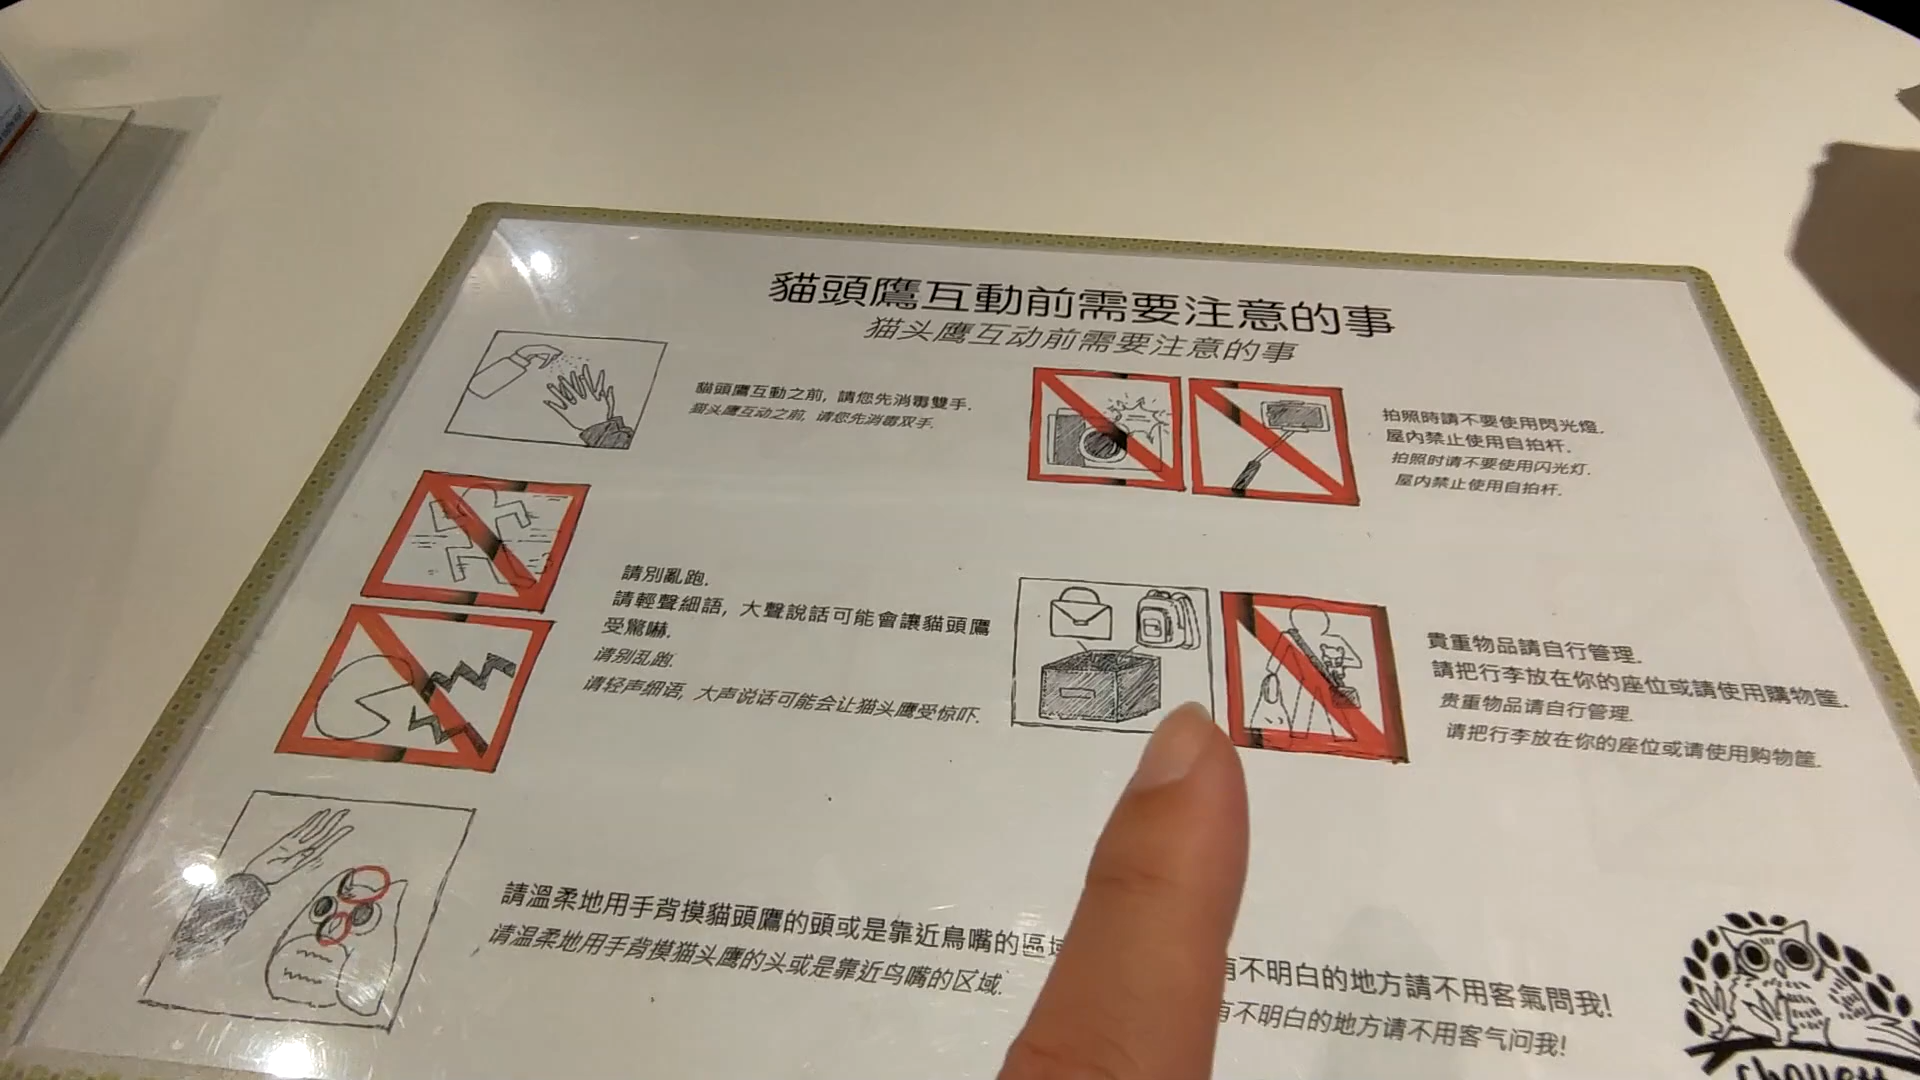 貓頭鷹互動前需要注意的事
猫头鹰互动前需要注意的事
貓頭鷹互動之前, 請您先消毒雙手.
猫头鹰互动之前, 请您先消毒双手.
拍照時請不要使用閃光燈.
屋內禁止使用自拍杆.
拍照时请不要使用闪光灯.
屋内禁止使用自拍杆.
請別亂跑.
請輕聲細語, 大聲說話可能會讓貓頭鷹
受驚嚇.
请别乱跑.
请轻声细语, 大声说话可能会让猫头鹰受惊吓.
貴重物品請自行管理.
請把行李放在你的座位或請使用購物筐.
贵重物品请自行管理.
请把行李放在你的座位或请使用购物筐.
請溫柔地用手背摸貓頭鷹的頭或是靠近鳥嘴的區域
请温柔地用手背摸猫头鹰的头或是靠近鸟嘴的区域.
有不明白的地方請不用客氣問我!
有不明白的地方请不用客气问我!